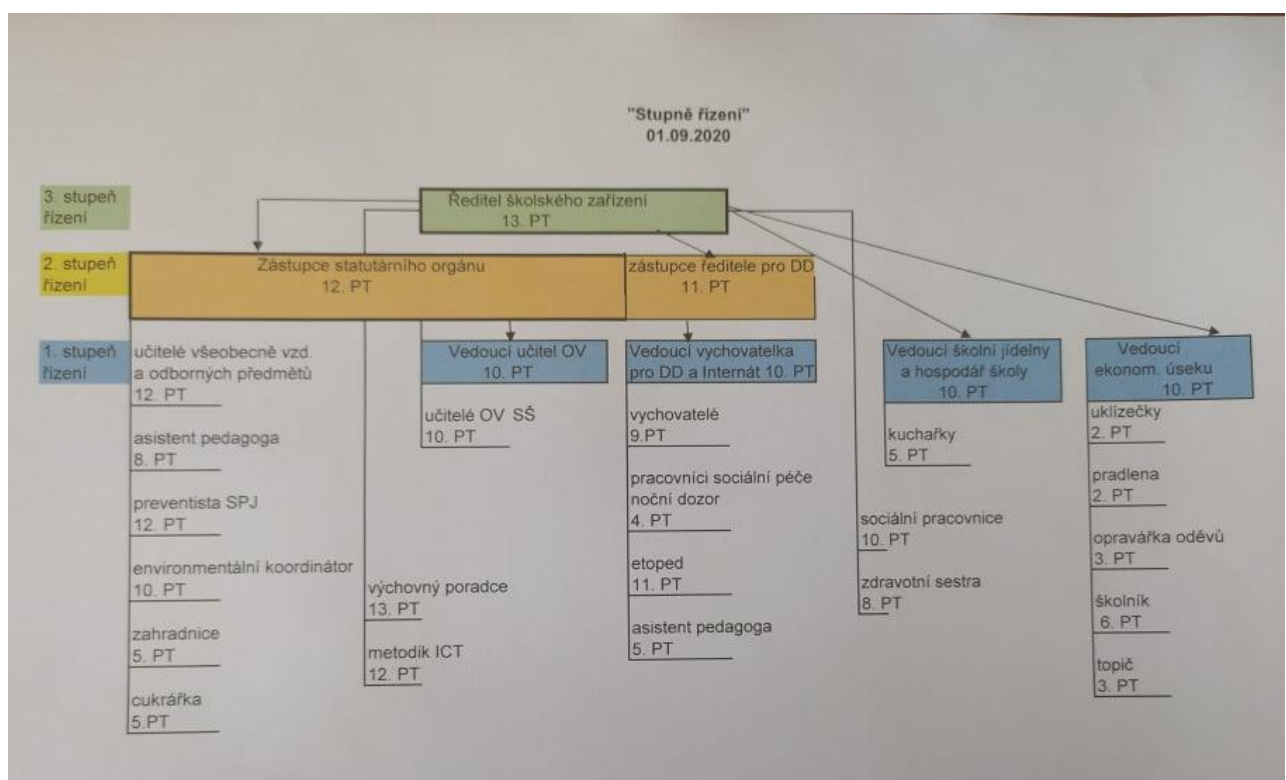 "Stupně řízení"
01.09.2020
3. stupeň
řízení
Ředitel školského zařízení
13. PT
2. stupeň
řízení
Zástupce statutárního orgánu
12. PT
zástupce ředitele pro DD
11. PT
1. stupeň
řízení
učitelé všeobecně vzd.
a odborných předmětů
12. PT
asistent pedagoga
8. PT
preventista SPJ
12. PT
environmentální koordinátor
10. PT
zahradnice
5. PT
cukrářka
5.PT
výchovný poradce
13. PT
metodik ICT
12. PT
Vedoucí učitel OV
10. PT
učitelé OV SŠ
10. PT
Vedoucí vychovatelka
pro DD a Internát 10. PT
vychovatelé
9.PT
pracovníci sociální péče
noční dozor
4. PT
etoped
11. PT
asistent pedagoga
5. PT
sociální pracovnice
10. PT
zdravotní sestra
8. PT
Vedoucí školní jídelny
a hospodář školy
10. PT
kuchařky
5. PT
Vedoucí
ekonom. úseku
10. PT
uklízečky
2. PT
pradlena
2. PT
opravářka oděvů
3. PT
školník
6. PT
topič
3. PT